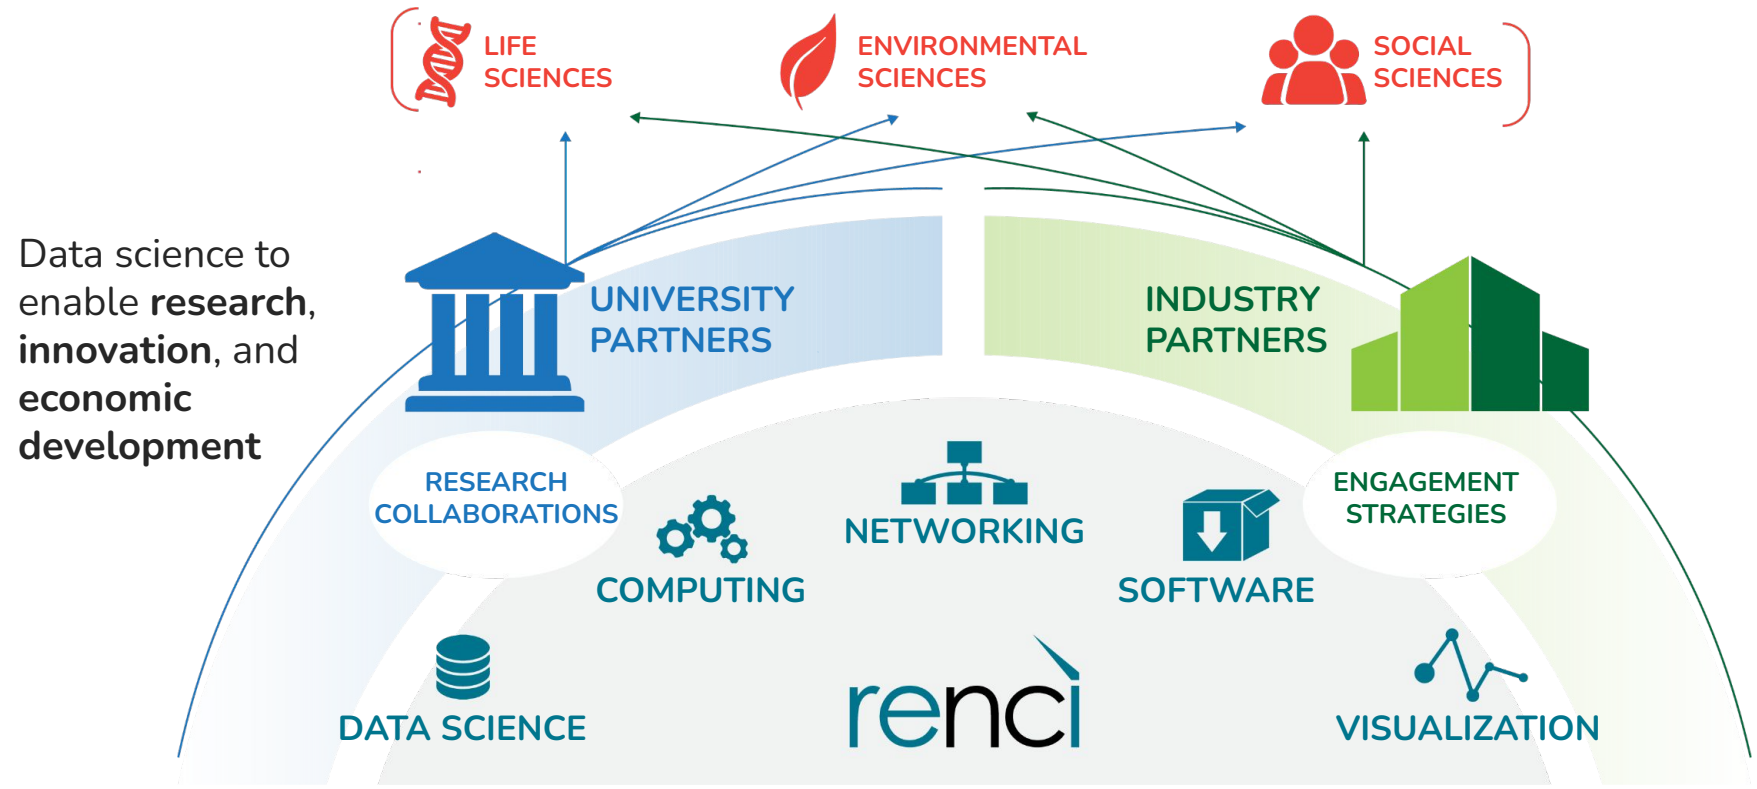 LIFE
SCIENCES
ENVIRONMENTAL
SCIENCES
SOCIAL
SCIENCES
Data science to
enable research,
innovation, and
economic
development
UNIVERSITY
PARTNERS
INDUSTRY
PARTNERS
RESEARCH
COLLABORATIONS
ENGAGEMENT
STRATEGIES
NETWORKING
COMPUTING
SOFTWARE
DATA SCIENCE
renci
VISUALIZATION